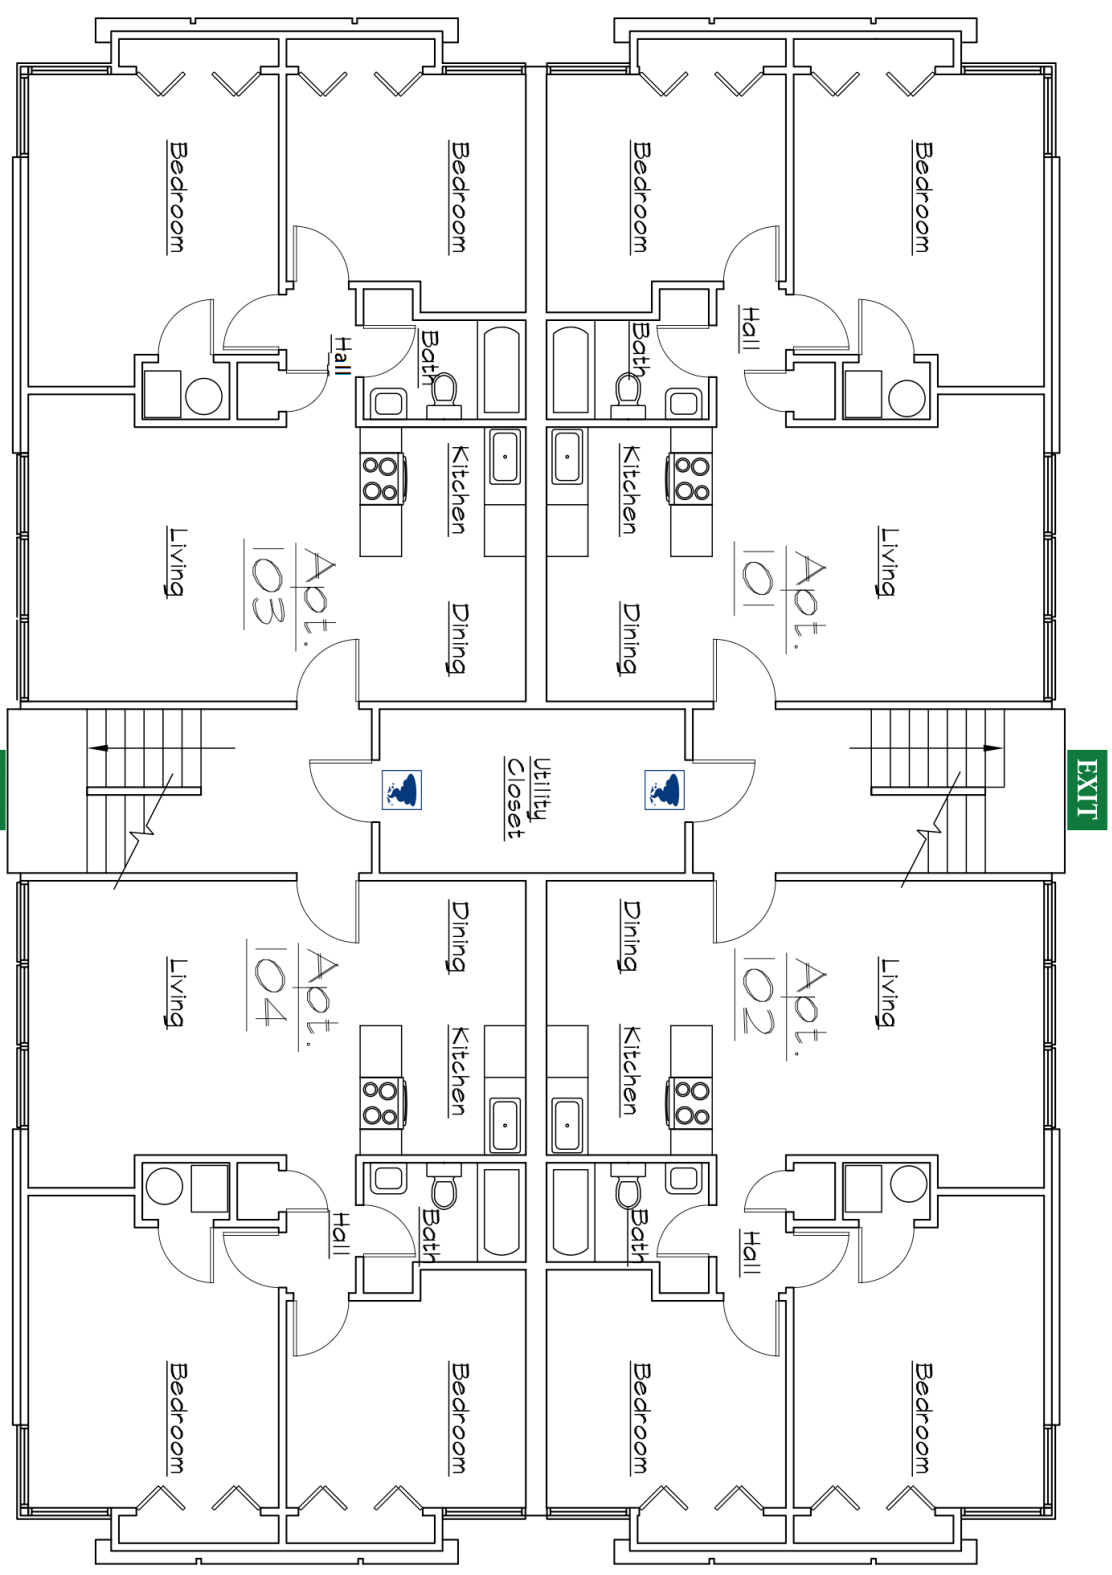 EXIT
Bedroom
Living
Living
Bedroom
Apt.
101
Apt.
102
Hall
Hall
Bedroom
Bath
Kitchen
Dining
Dining
Kitchen
Bath
Bedroom
Utility
Closet
Bedroom
Bath
Kitchen
Dining
Dining
Kitchen
Bath
Bedroom
Hall
Hall
Apt.
103
Apt.
104
Bedroom
Living
Living
Bedroom